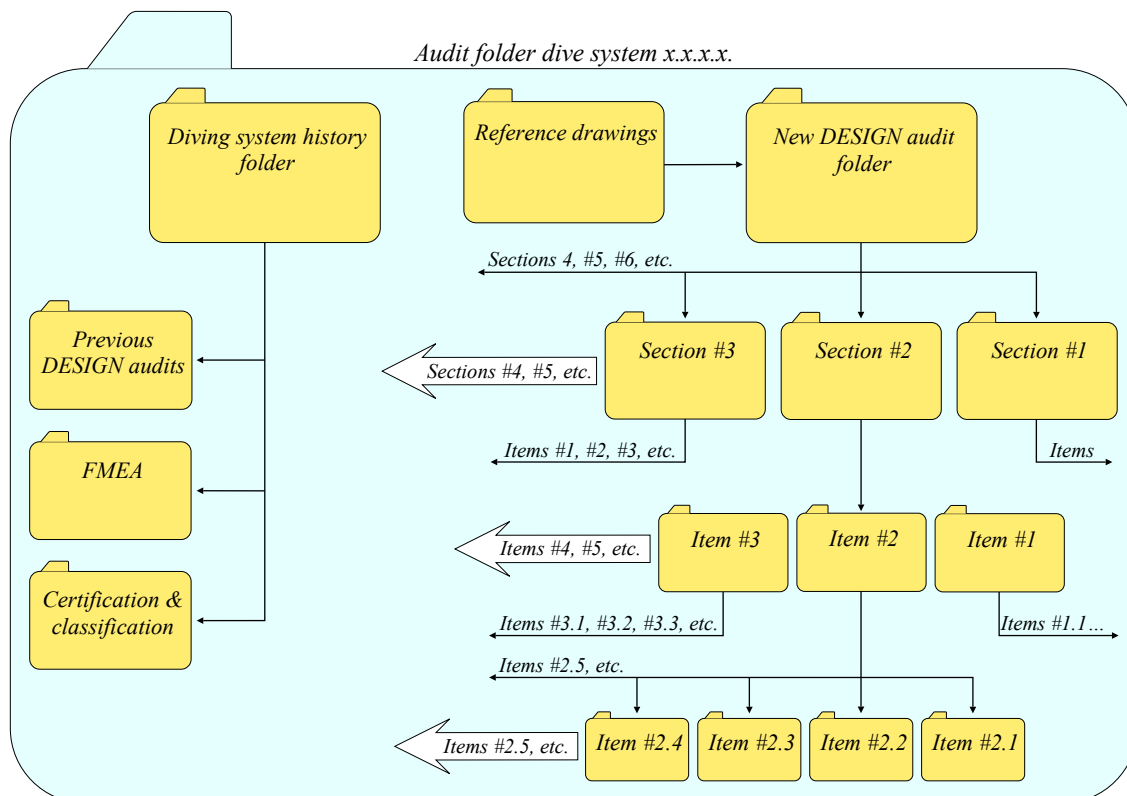 Audit folder dive system x.x.x.x.
Diving system history
folder
Reference drawings
New DESIGN audit
folder
Sections 4, #5, #6, etc.
Previous
DESIGN audits
Section #3
Section #2
Section #1
Sections #4, #5, etc.
Items #1, #2, #3, etc.
Items
FMEA
Items #4, #5, etc.
Item #3
Item #2
Item #1
Certification &
classification
Items #3.1, #3.2, #3.3, etc.
Items #1.1…
Items #2.5, etc.
Items #2.5, etc.
Item #2.4
Item #2.3
Item #2.2
Item #2.1